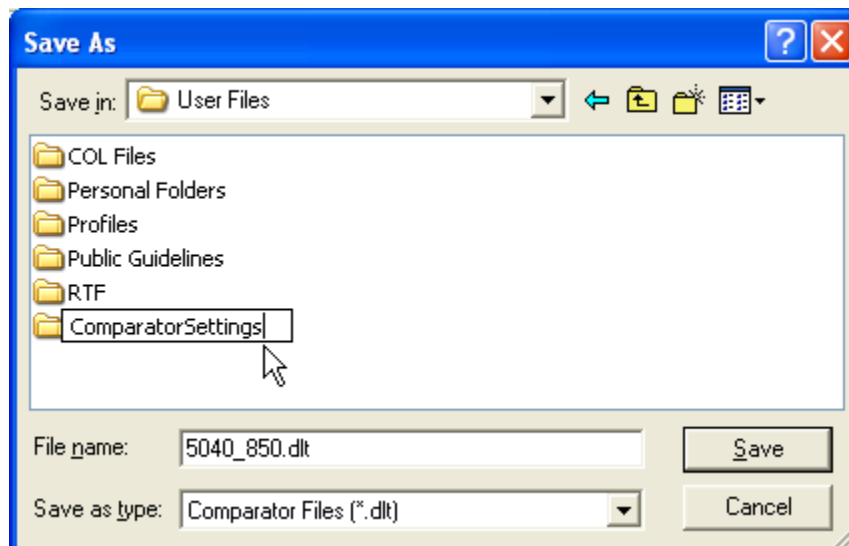 Save As
Save in: User Files
COL Files
Personal Folders
Profiles
Public Guidelines
RTF
ComparatorSettings
File name: 5040_850.dlt Save
Save as type: Comparator Files (*.dlt) Cancel